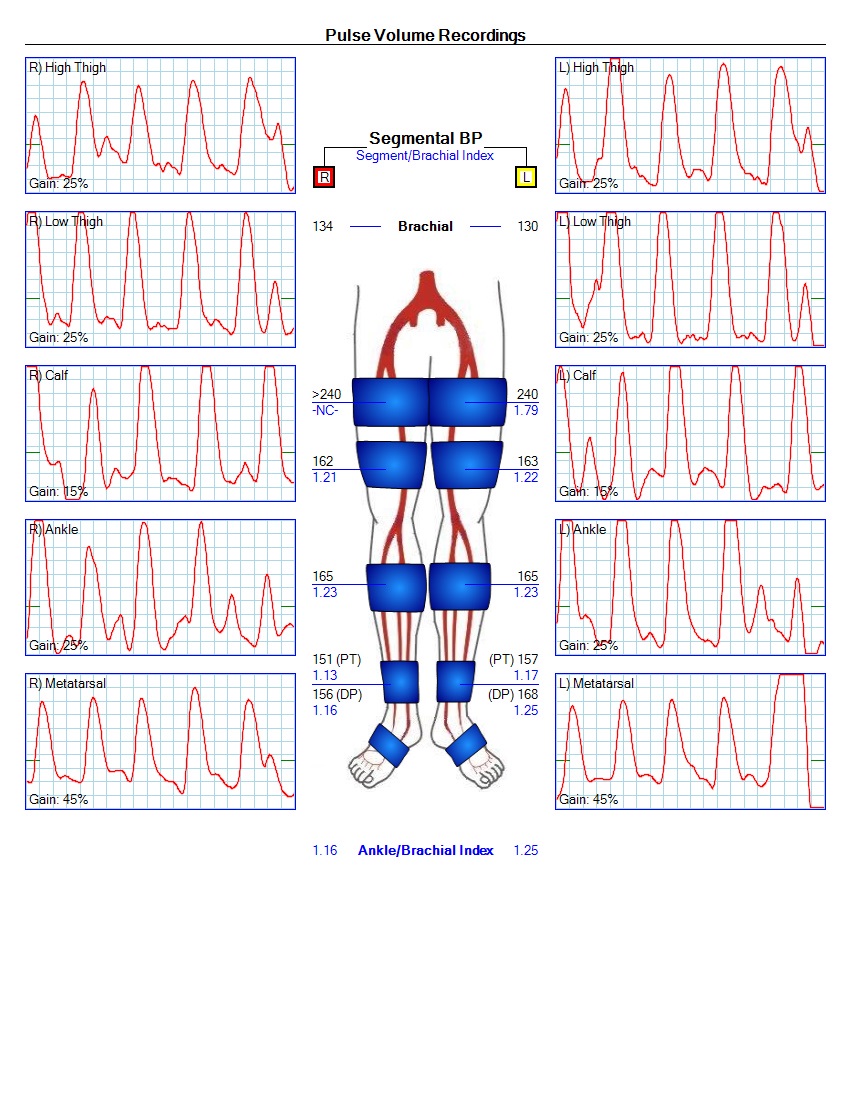 Pulse Volume Recordings
R) High Thigh
Gain: 25%
R) Low Thigh
Gain: 25%
R) Calf
Gain: 15%
R) Ankle
Gain: 25%
R) Metatarsal
Gain: 45%
Segmental BP
Segment/Brachial Index
R
L
134 Brachial 130
>240 240
-NC- 1.79
162 163
1.21 1.22
165 165
1.23 1.23
151 (PT) (PT) 157
1.13 1.17
156 (DP) (DP) 168
1.16 1.25
1.16 Ankle/Brachial Index 1.25
L) High Thigh
Gain: 25%
L) Low Thigh
Gain: 25%
L) Calf
Gain: 15%
L) Ankle
Gain: 25%
L) Metatarsal
Gain: 45%